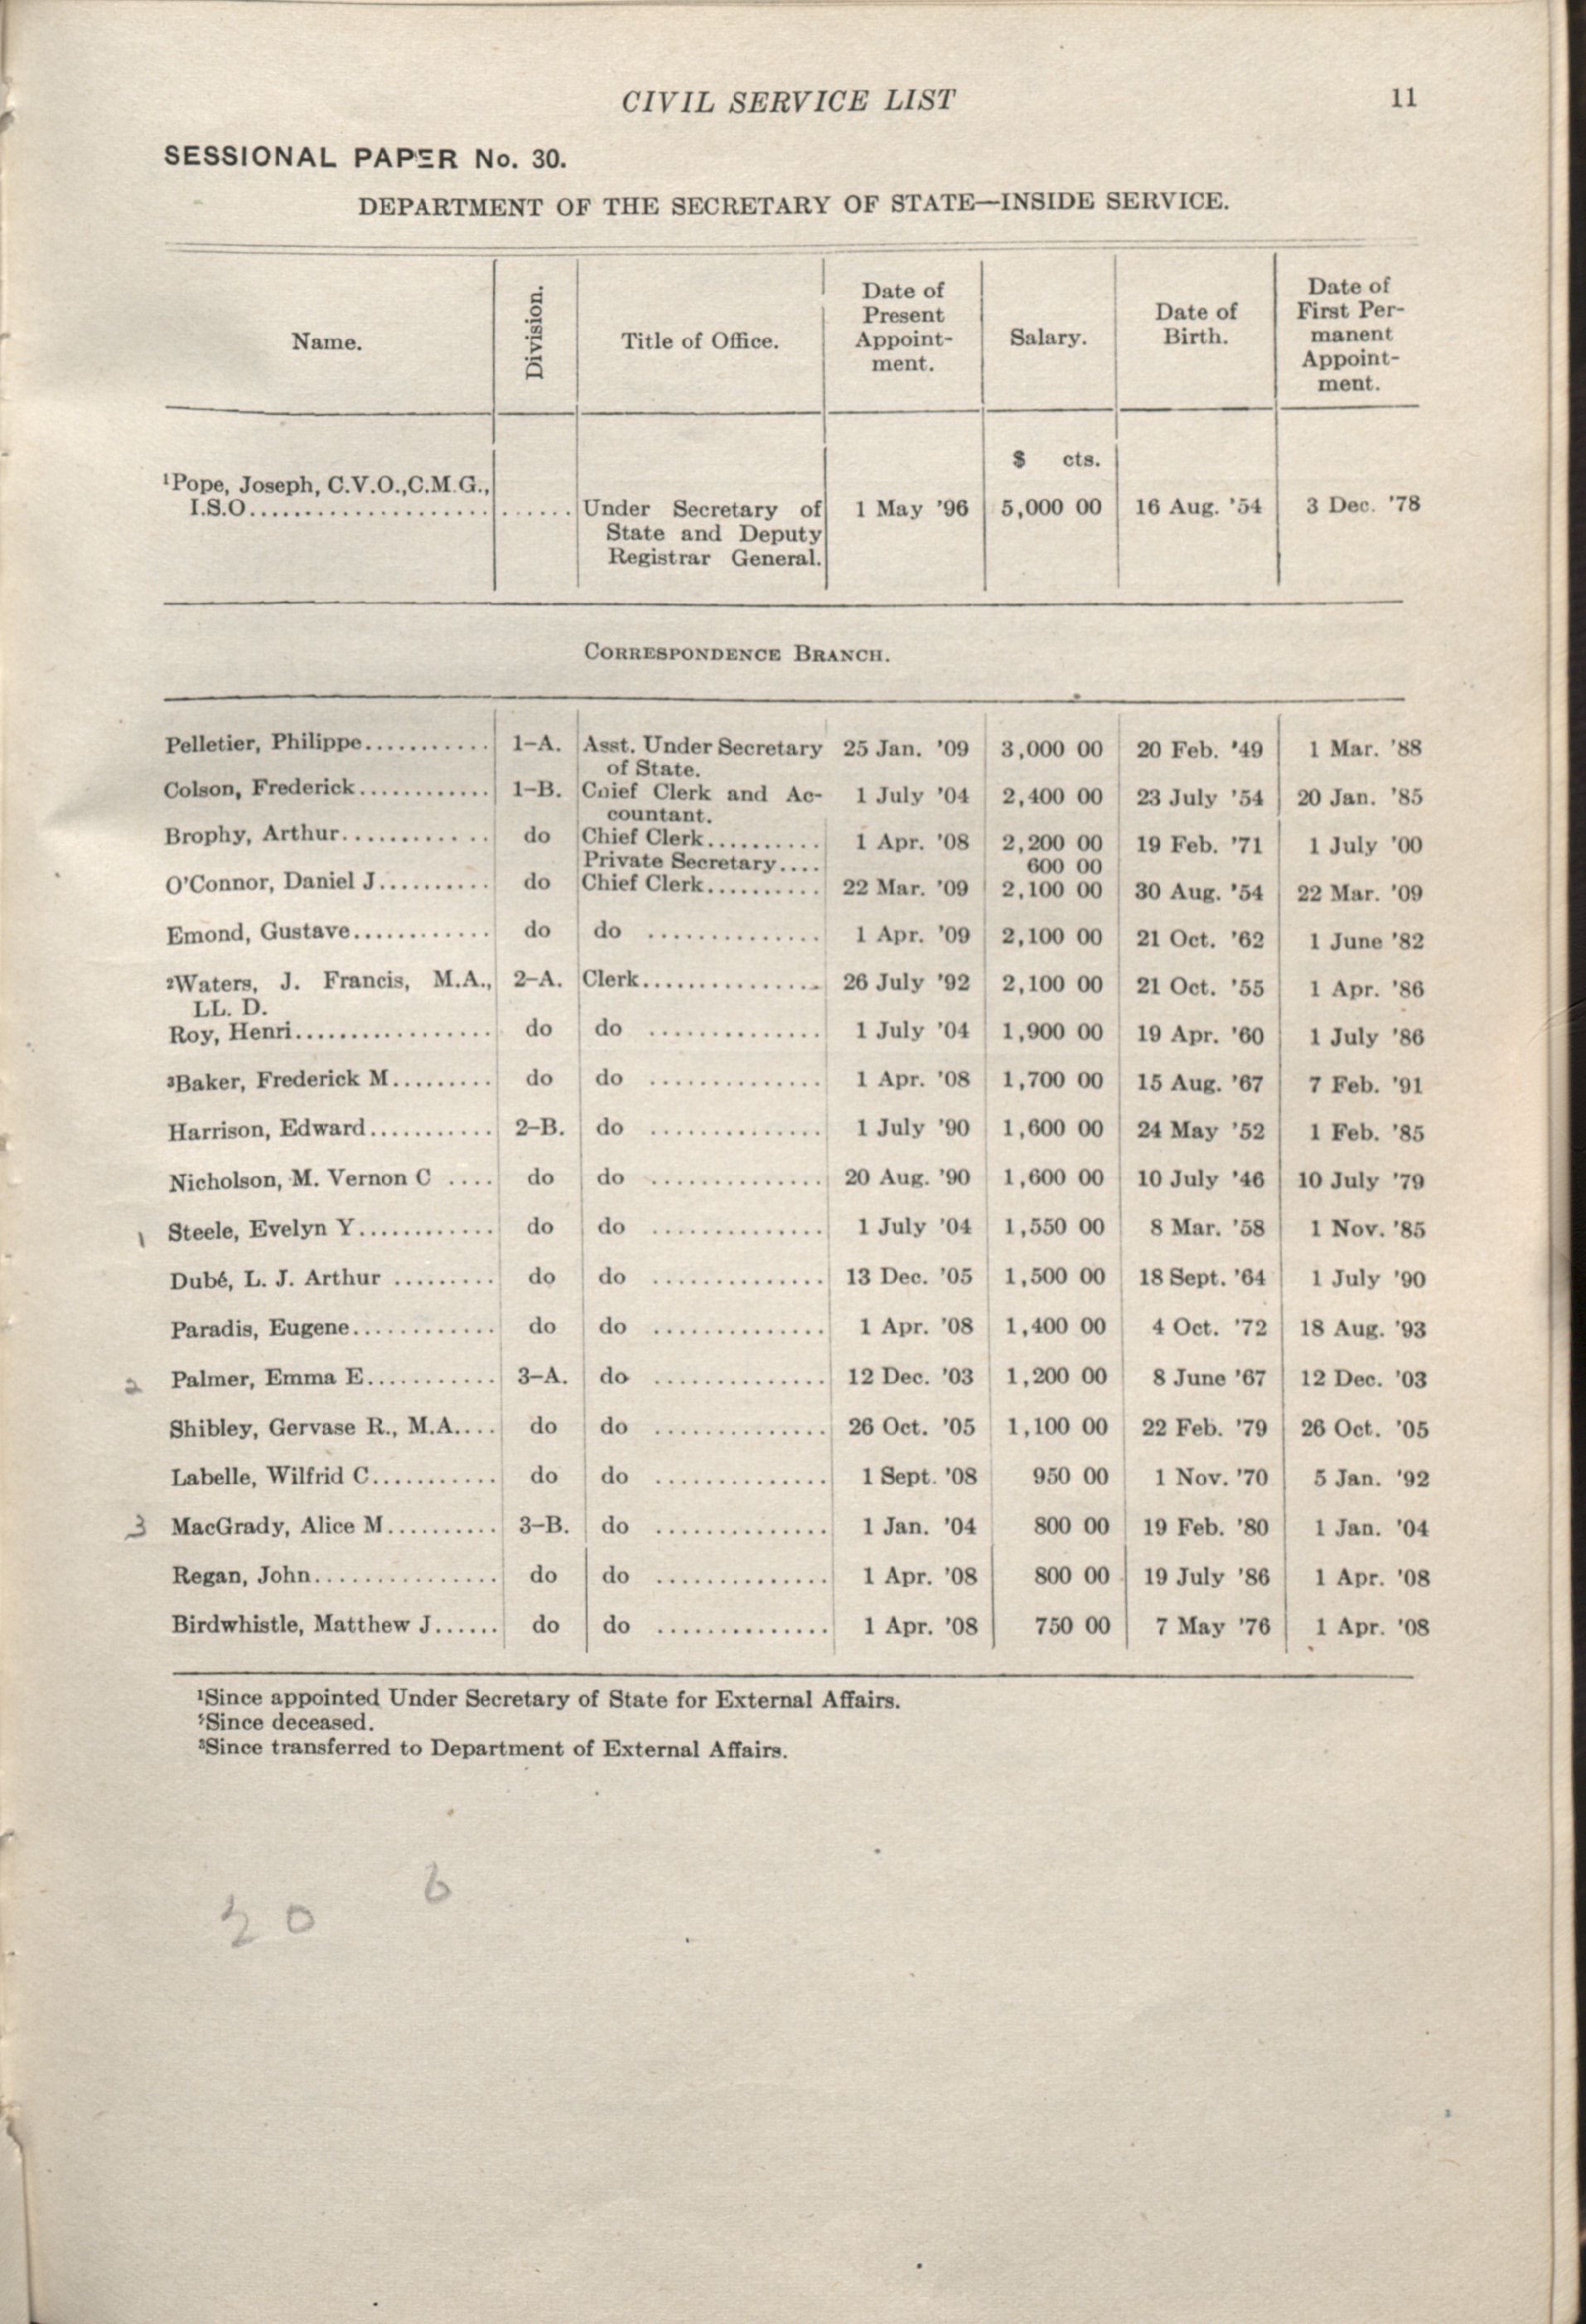 CIVIL SERVICE LIST 11
SESSIONAL PAPER No. 30.
DEPARTMENT OF THE SECRETARY OF STATE—INSIDE SERVICE.
Name. Division. Title of Office. Date of Present Appoint-ment. Salary. Date of Birth. Date of First Per-manent Appoint-ment.
$ cts.
¹Pope, Joseph, C.V.O.,C.M.G.,
I.S.O. Under Secretary of 1 May '96 5,000 00 16 Aug. '54 3 Dec. '78
State and Deputy
Registrar General.
CORRESPONDENCE BRANCH.
Pelletier, Philippe 1-A. Asst. Under Secretary 25 Jan. '09 3,000 00 20 Feb. '49 1 Mar. '88
of State.
Colson, Frederick 1-B. Chief Clerk and Ac- 1 July '04 2,400 00 23 July '54 20 Jan. '85
countant.
Brophy, Arthur do Chief Clerk 1 Apr. '08 2,200 00 19 Feb. '71 1 July '00
Private Secretary 600 00
O'Connor, Daniel J. do Chief Clerk 22 Mar. '09 2,100 00 30 Aug. '54 22 Mar. '09
Emond, Gustave do do 1 Apr. '09 2,100 00 21 Oct. '62 1 June '82
²Waters, J. Francis, M.A., 2-A. Clerk 26 July '92 2,100 00 21 Oct. '55 1 Apr. '86
LL. D.
Roy, Henri do do 1 July '04 1,900 00 19 Apr. '60 1 July '86
³Baker, Frederick M. do do 1 Apr. '08 1,700 00 15 Aug. '67 7 Feb. '91
Harrison, Edward 2-B. do 1 July '90 1,600 00 24 May '52 1 Feb. '85
Nicholson, M. Vernon C do do 20 Aug. '90 1,600 00 10 July '46 10 July '79
1 Steele, Evelyn Y. do do 1 July '04 1,550 00 8 Mar. '58 1 Nov. '85
Dubé, L. J. Arthur do do 13 Dec. '05 1,500 00 18 Sept. '64 1 July '90
Paradis, Eugene do do 1 Apr. '08 1,400 00 4 Oct. '72 18 Aug. '93
2 Palmer, Emma E. 3-A. do 12 Dec. '03 1,200 00 8 June '67 12 Dec. '03
Shibley, Gervase R., M.A. do do 26 Oct. '05 1,100 00 22 Feb. '79 26 Oct. '05
Labelle, Wilfrid C. do do 1 Sept. '08 950 00 1 Nov. '70 5 Jan. '92
3 MacGrady, Alice M. 3-B. do 1 Jan. '04 800 00 19 Feb. '80 1 Jan. '04
Regan, John do do 1 Apr. '08 800 00 19 July '86 1 Apr. '08
Birdwhistle, Matthew J. do do 1 Apr. '08 750 00 7 May '76 1 Apr. '08
¹Since appointed Under Secretary of State for External Affairs.
²Since deceased.
³Since transferred to Department of External Affairs.
6
20